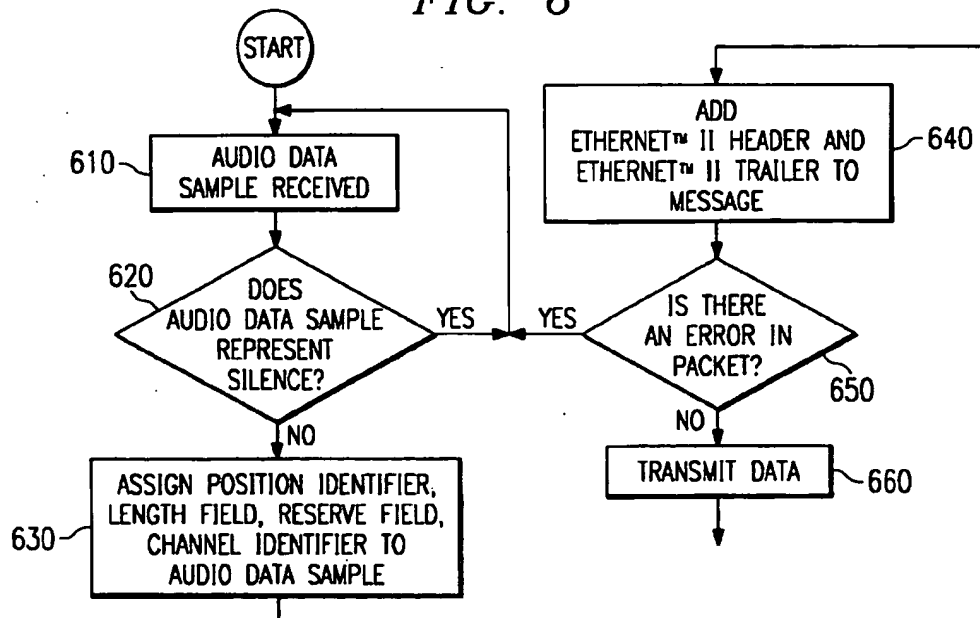 FIG. 6
START
610
AUDIO DATA
SAMPLE RECEIVED
620
DOES
AUDIO DATA SAMPLE
REPRESENT
SILENCE?
YES
NO
630
ASSIGN POSITION IDENTIFIER,
LENGTH FIELD, RESERVE FIELD,
CHANNEL IDENTIFIER TO
AUDIO DATA SAMPLE
ADD
ETHERNET™ II HEADER AND
ETHERNET™ II TRAILER TO
MESSAGE
640
YES
IS THERE
AN ERROR IN
PACKET?
650
NO
TRANSMIT DATA
660